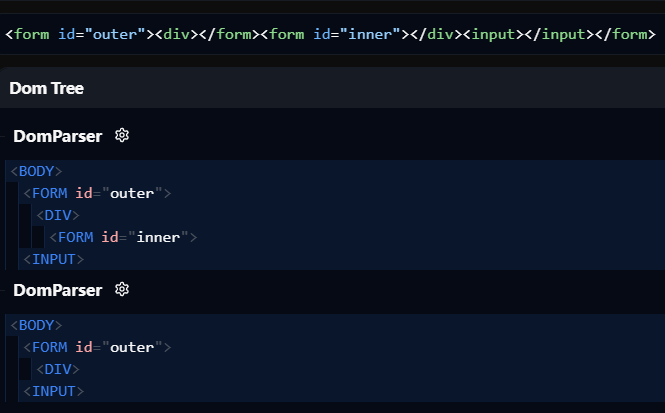 <form id="outer"><div></form><form id="inner"></div><input></input></form>
Dom Tree
DomParser
<BODY>
<FORM id="outer">
<DIV>
<FORM id="inner">
<INPUT>
DomParser
<BODY>
<FORM id="outer">
<DIV>
<INPUT>